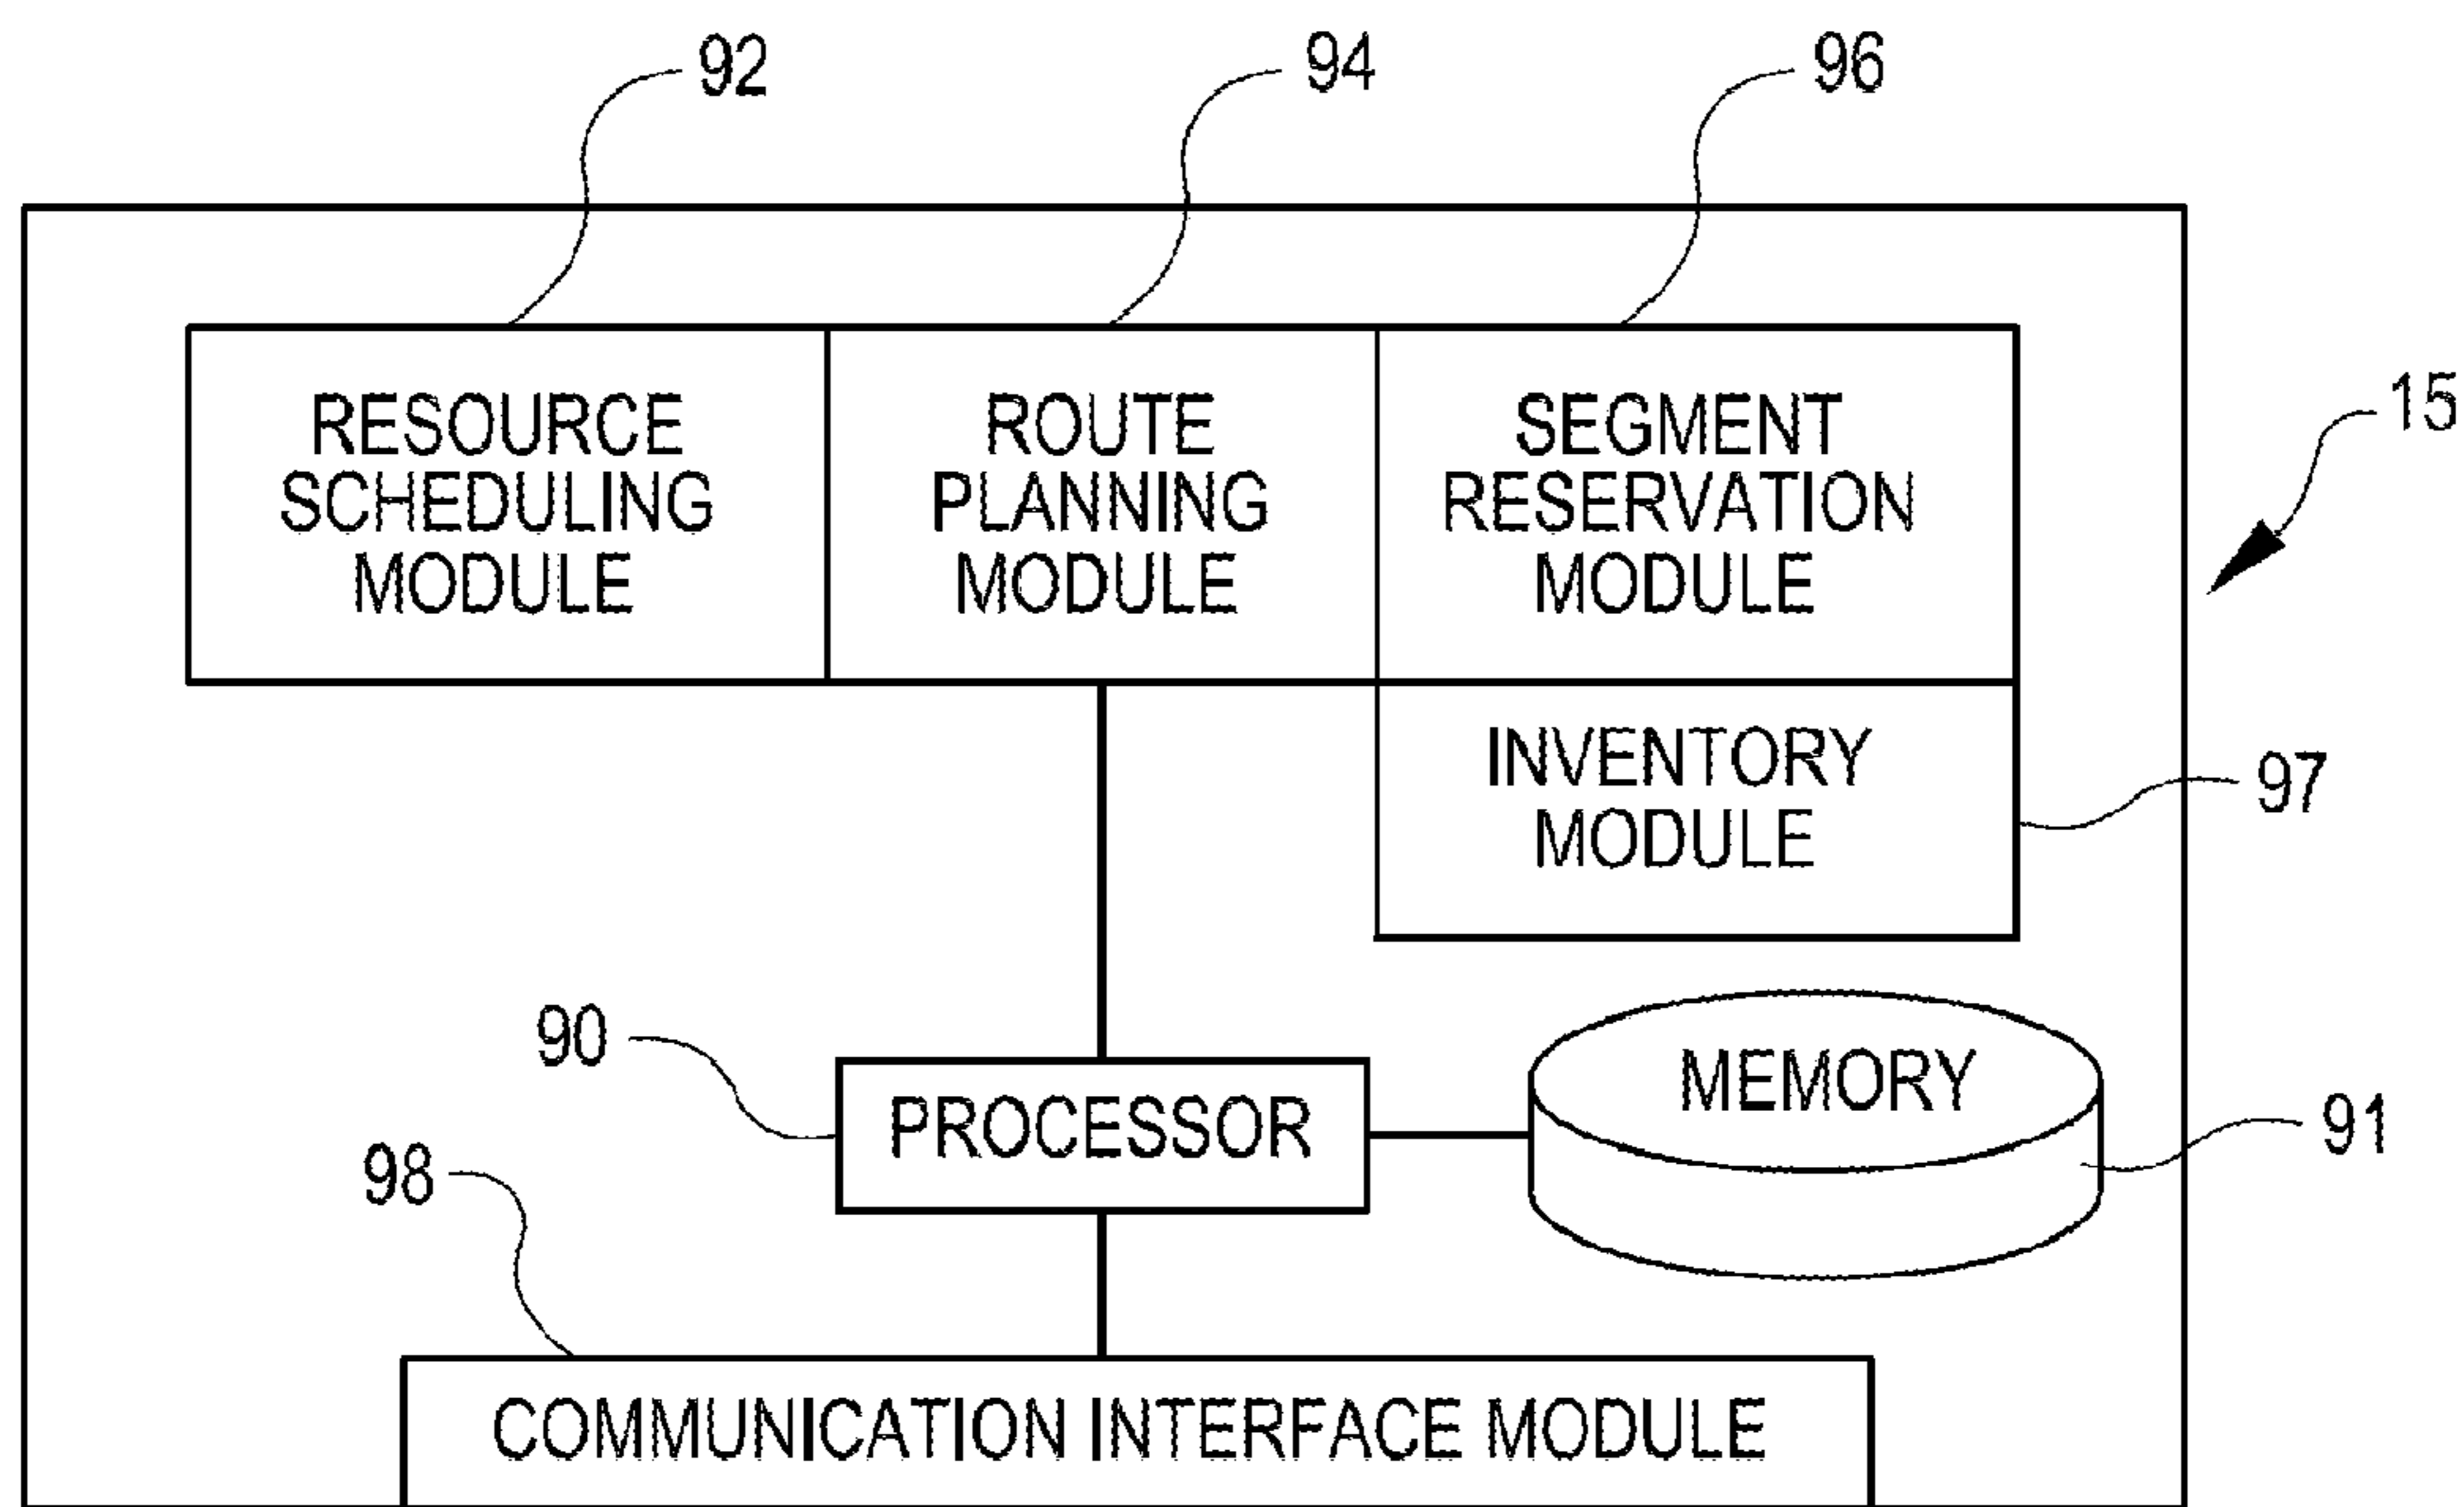 92
94
96
RESOURCE
SCHEDULING
MODULE
ROUTE
PLANNING
MODULE
SEGMENT
RESERVATION
MODULE
15
INVENTORY
MODULE
97
90
PROCESSOR
MEMORY
91
98
COMMUNICATION INTERFACE MODULE